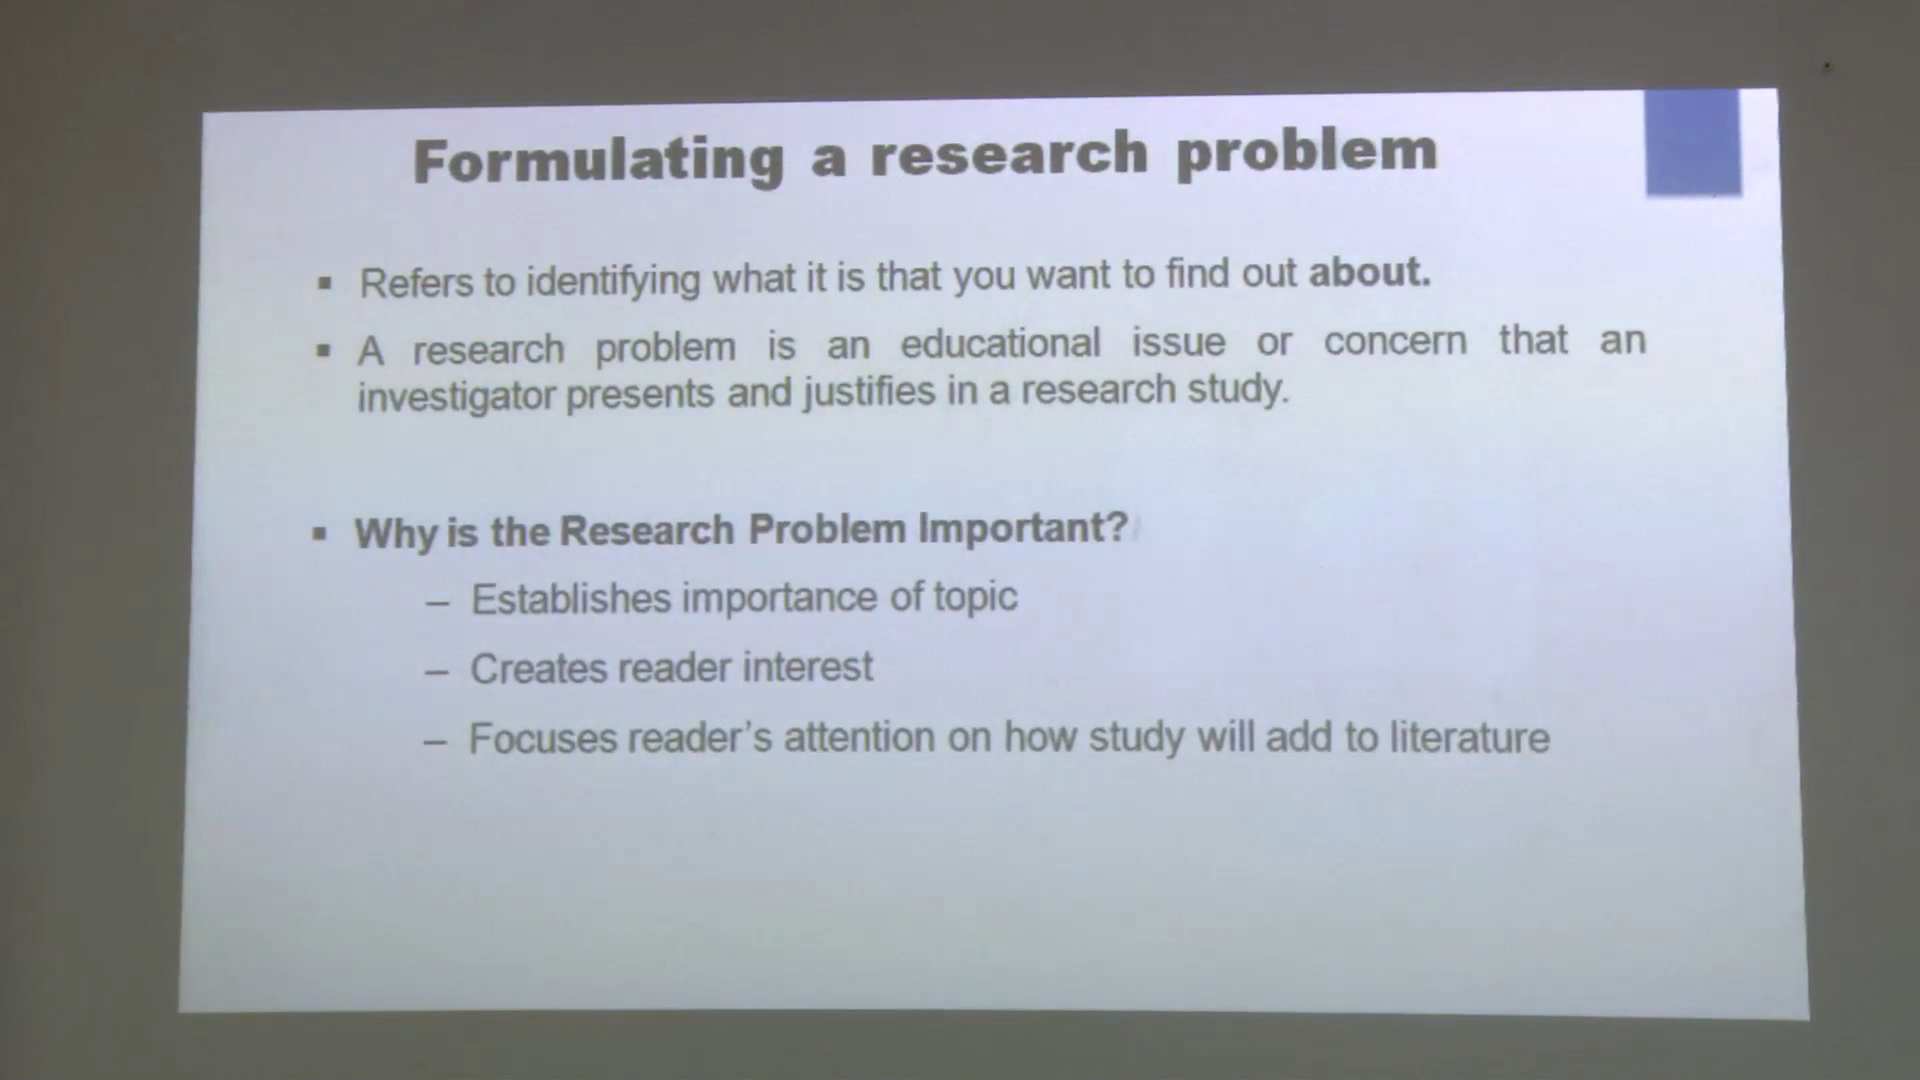 Formulating a research problem
▪ Refers to identifying what it is that you want to find out about.
▪ A research problem is an educational issue or concern that an
investigator presents and justifies in a research study.
▪ Why is the Research Problem Important?
– Establishes importance of topic
– Creates reader interest
– Focuses reader’s attention on how study will add to literature